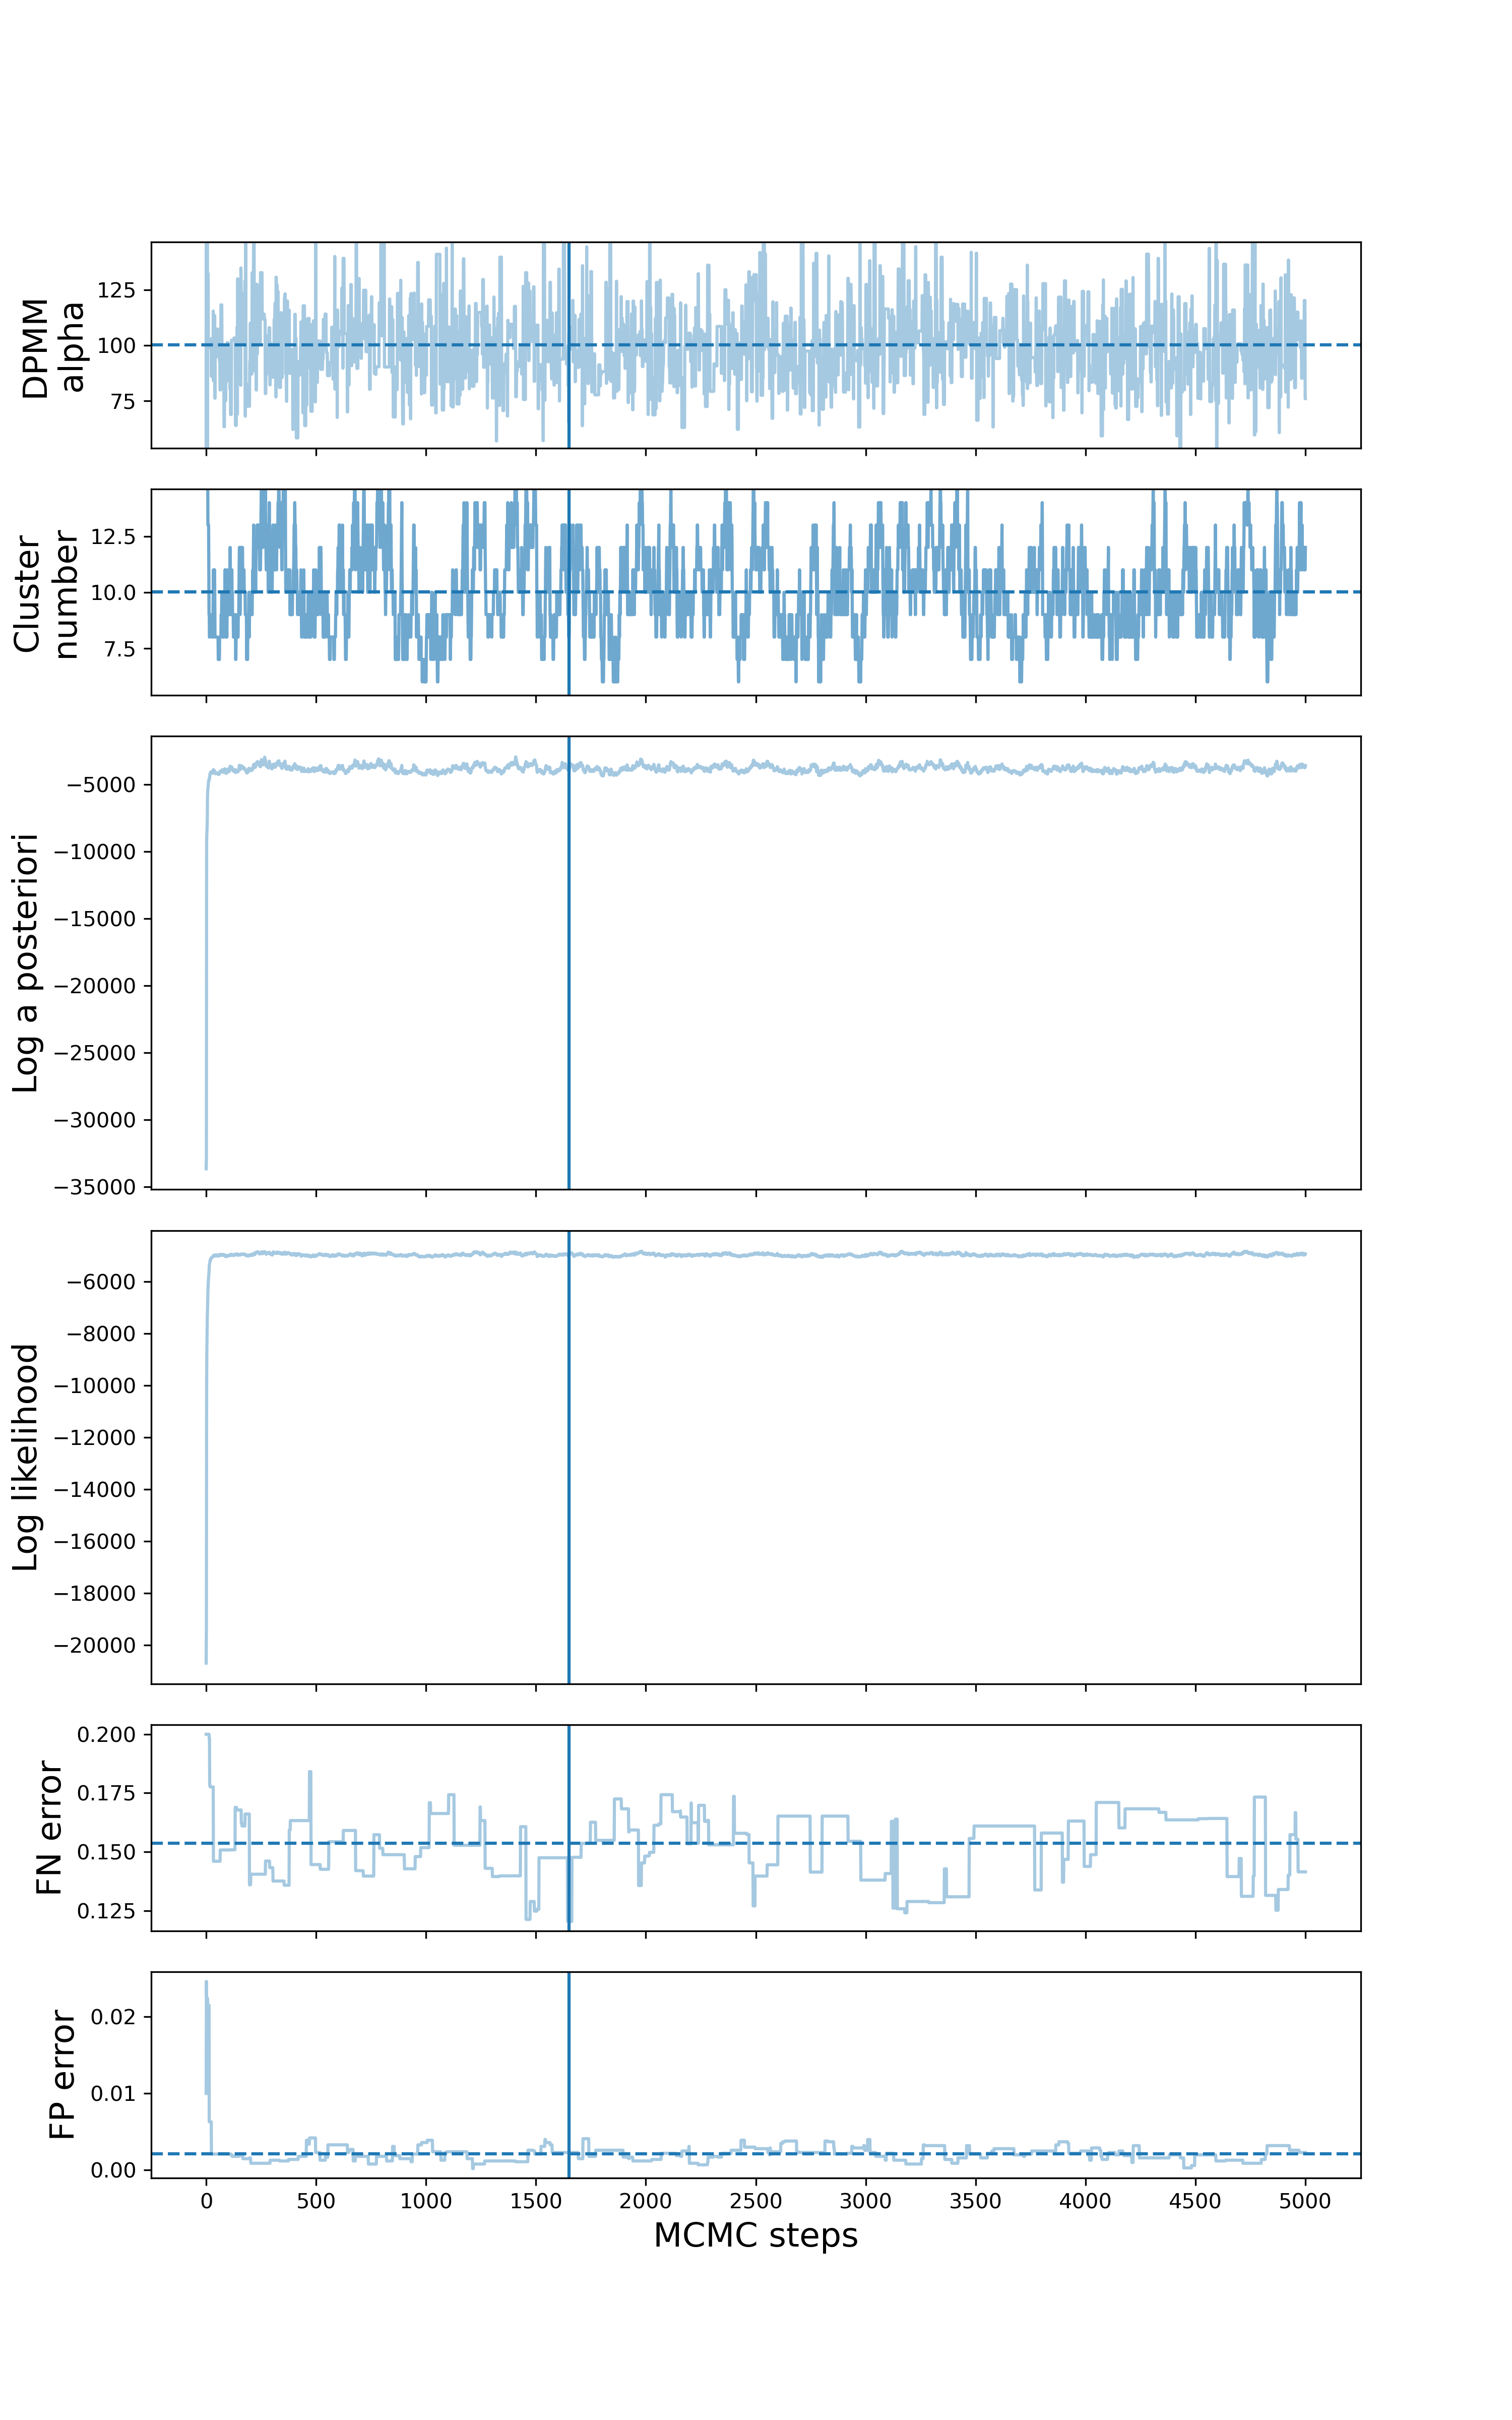 DPMM
alpha
125
100
75
Cluster
number
12.5
10.0
7.5
Log a posteriori
−5000
−10000
−15000
−20000
−25000
−30000
−35000
Log likelihood
−6000
−8000
−10000
−12000
−14000
−16000
−18000
−20000
FN error
0.200
0.175
0.150
0.125
FP error
0.02
0.01
0.00
0 500 1000 1500 2000 2500 3000 3500 4000 4500 5000
MCMC steps